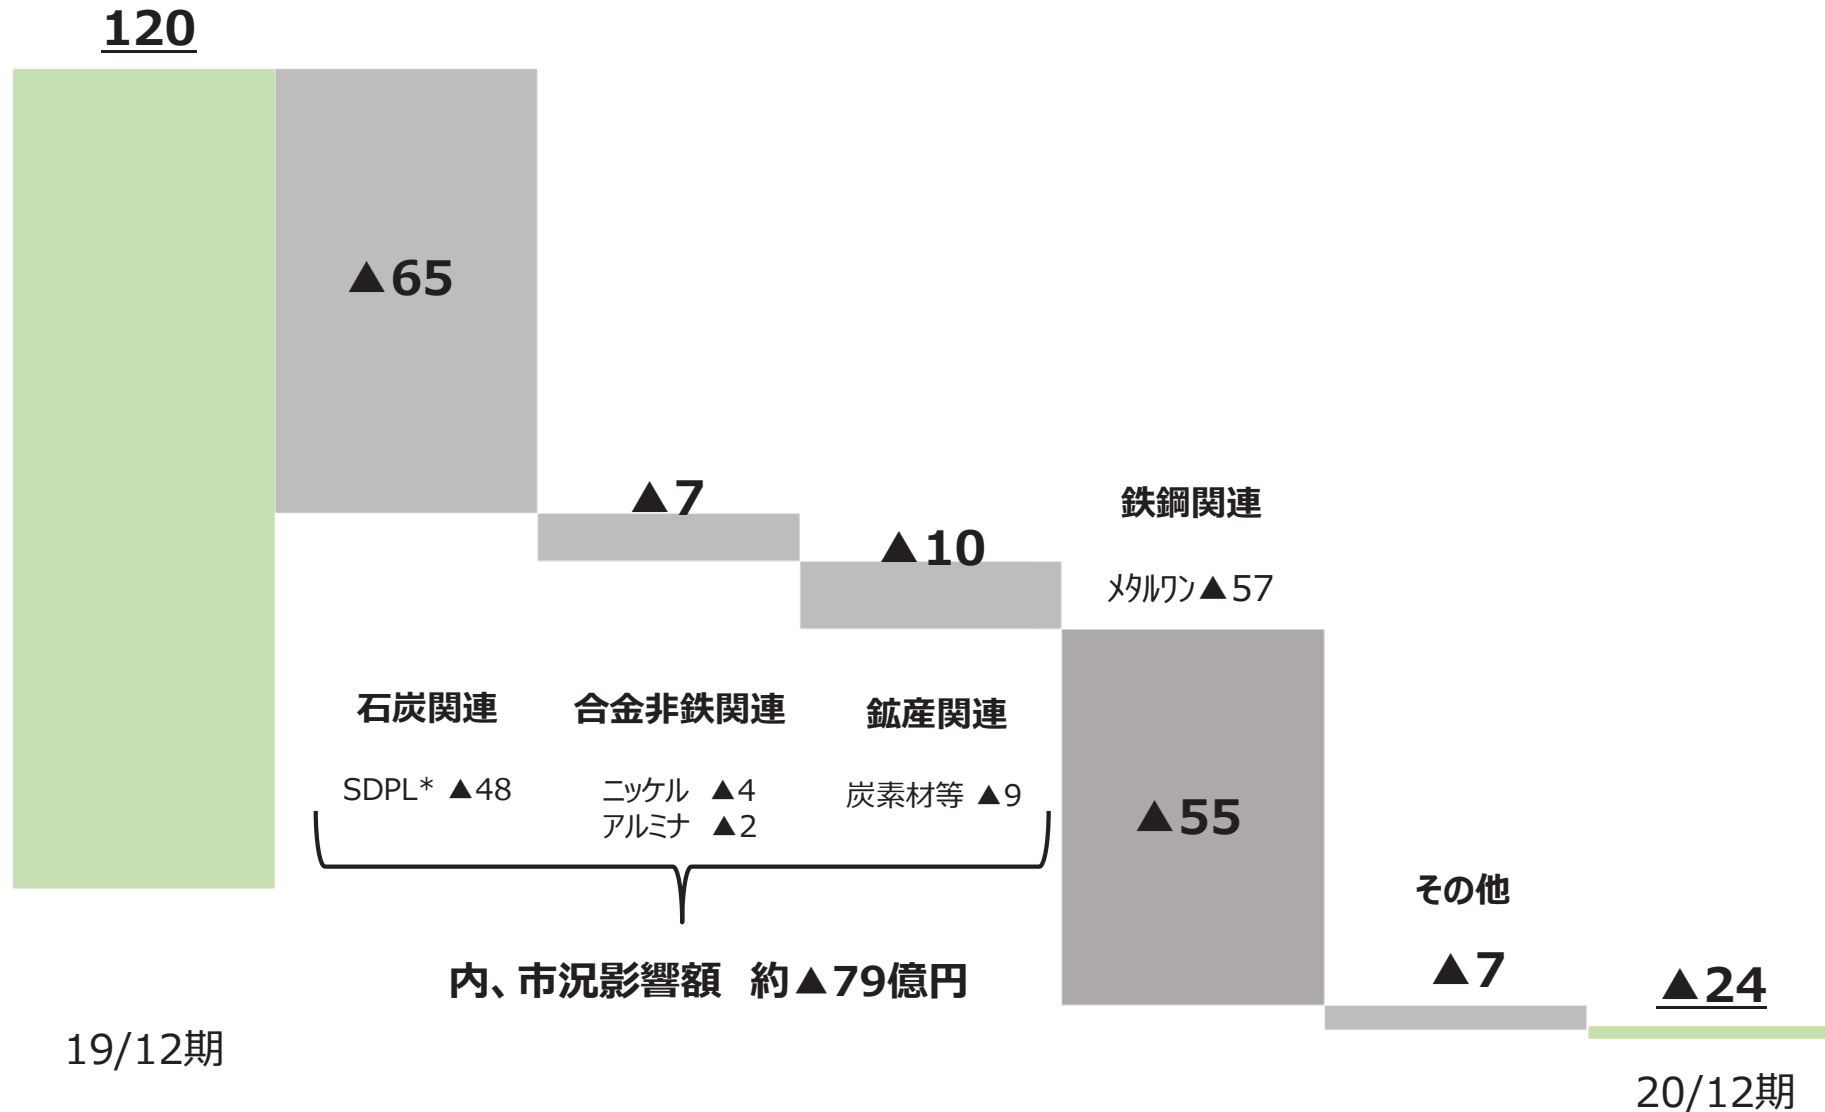 120
▲65
▲7
▲10
鉄鋼関連
メタルワン▲57
石炭関連
合金非鉄関連
鉱産関連
SDPL* ▲48
ニッケル ▲4
アルミナ ▲2
炭素材等 ▲9
▲55
その他
▲7
▲24
内、市況影響額 約▲79億円
19/12期
20/12期